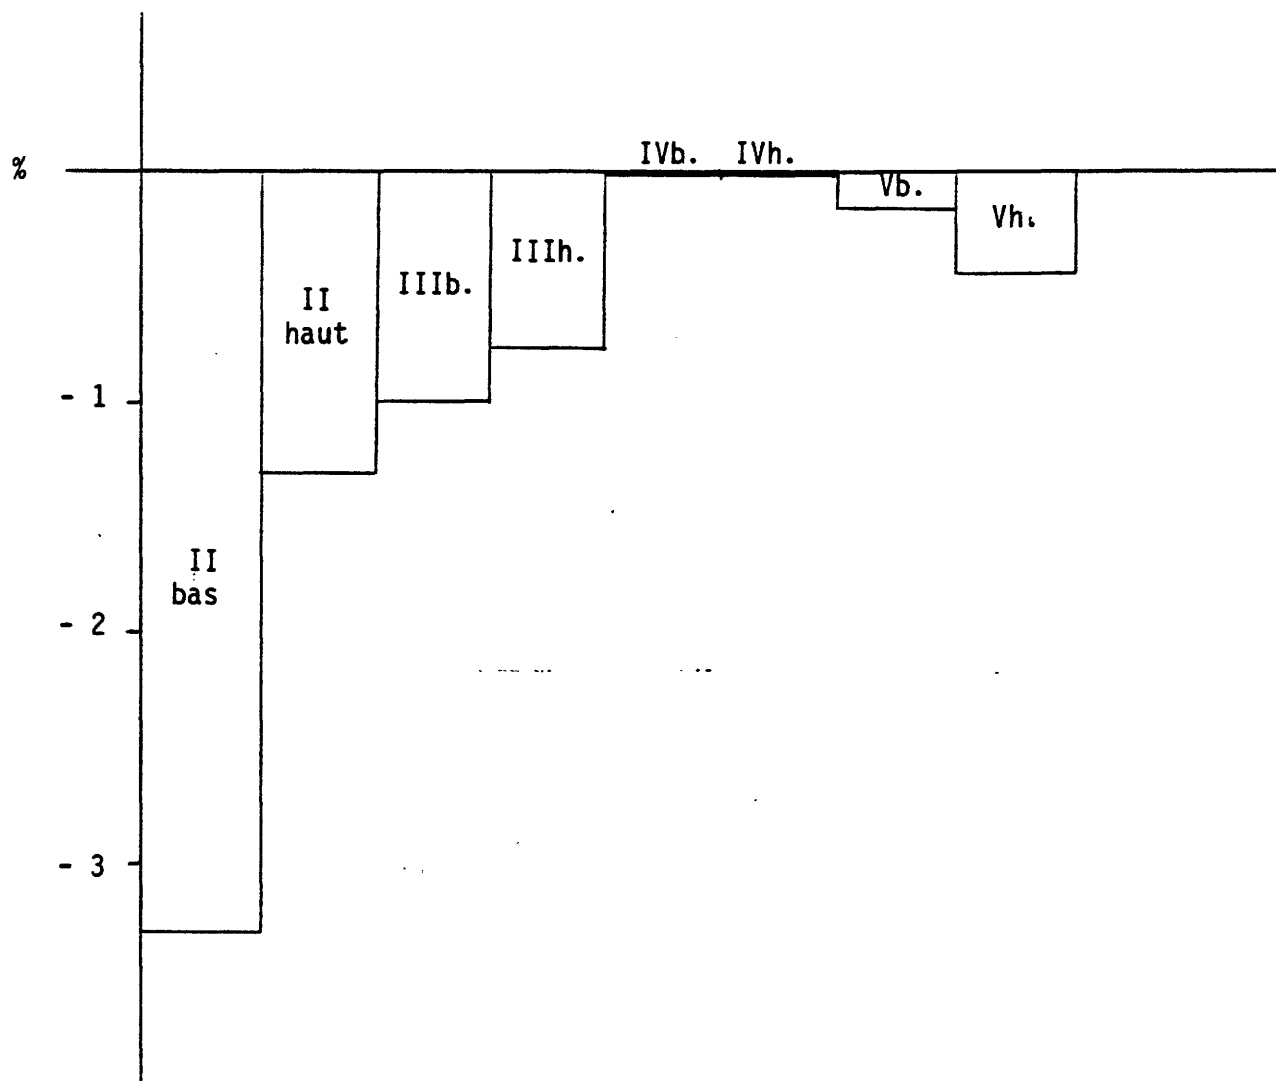 %
IVb. IVh.
Vb.
Vh.
IIIh.
IIIb.
II
haut
- 1
II
bas
- 2
- 3